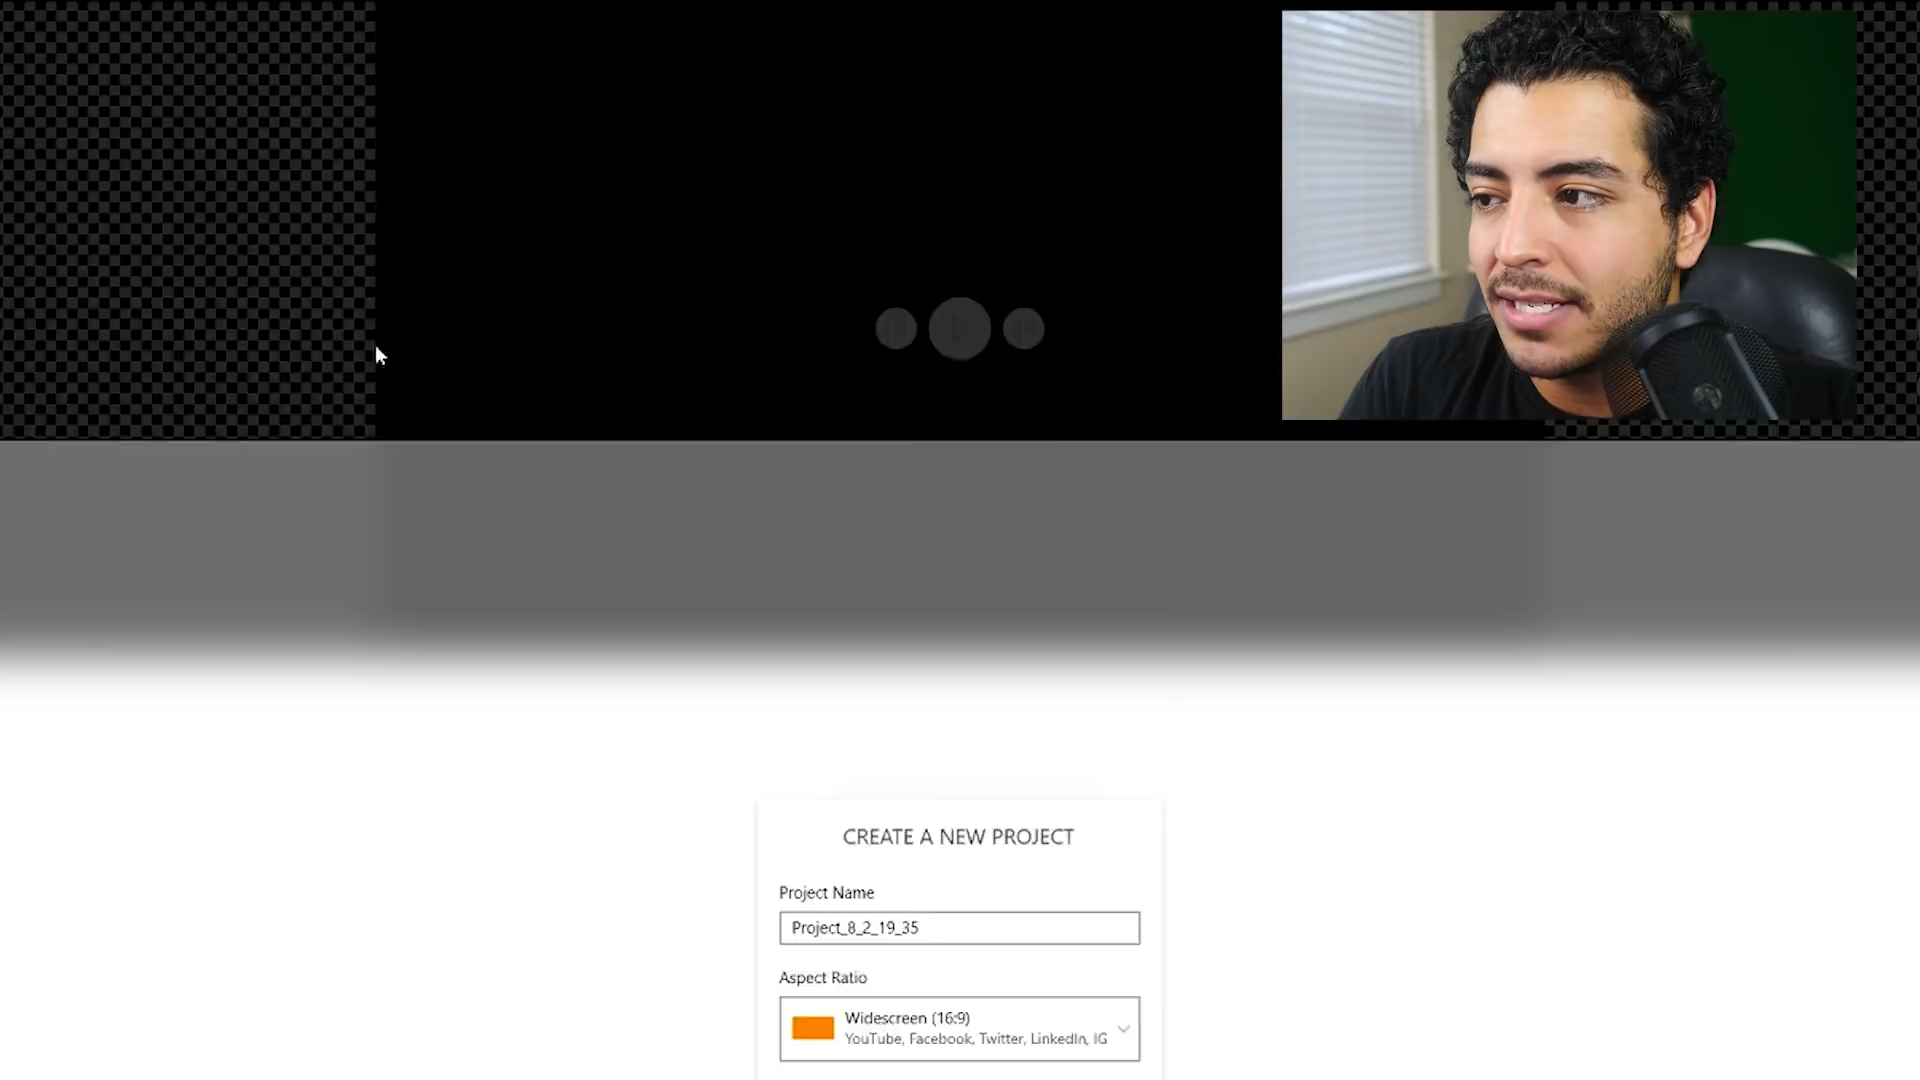 CREATE A NEW PROJECT
Project Name
Project_8_2_19_35
Aspect Ratio
Widescreen (16:9)
YouTube, Facebook, Twitter, LinkedIn, IG